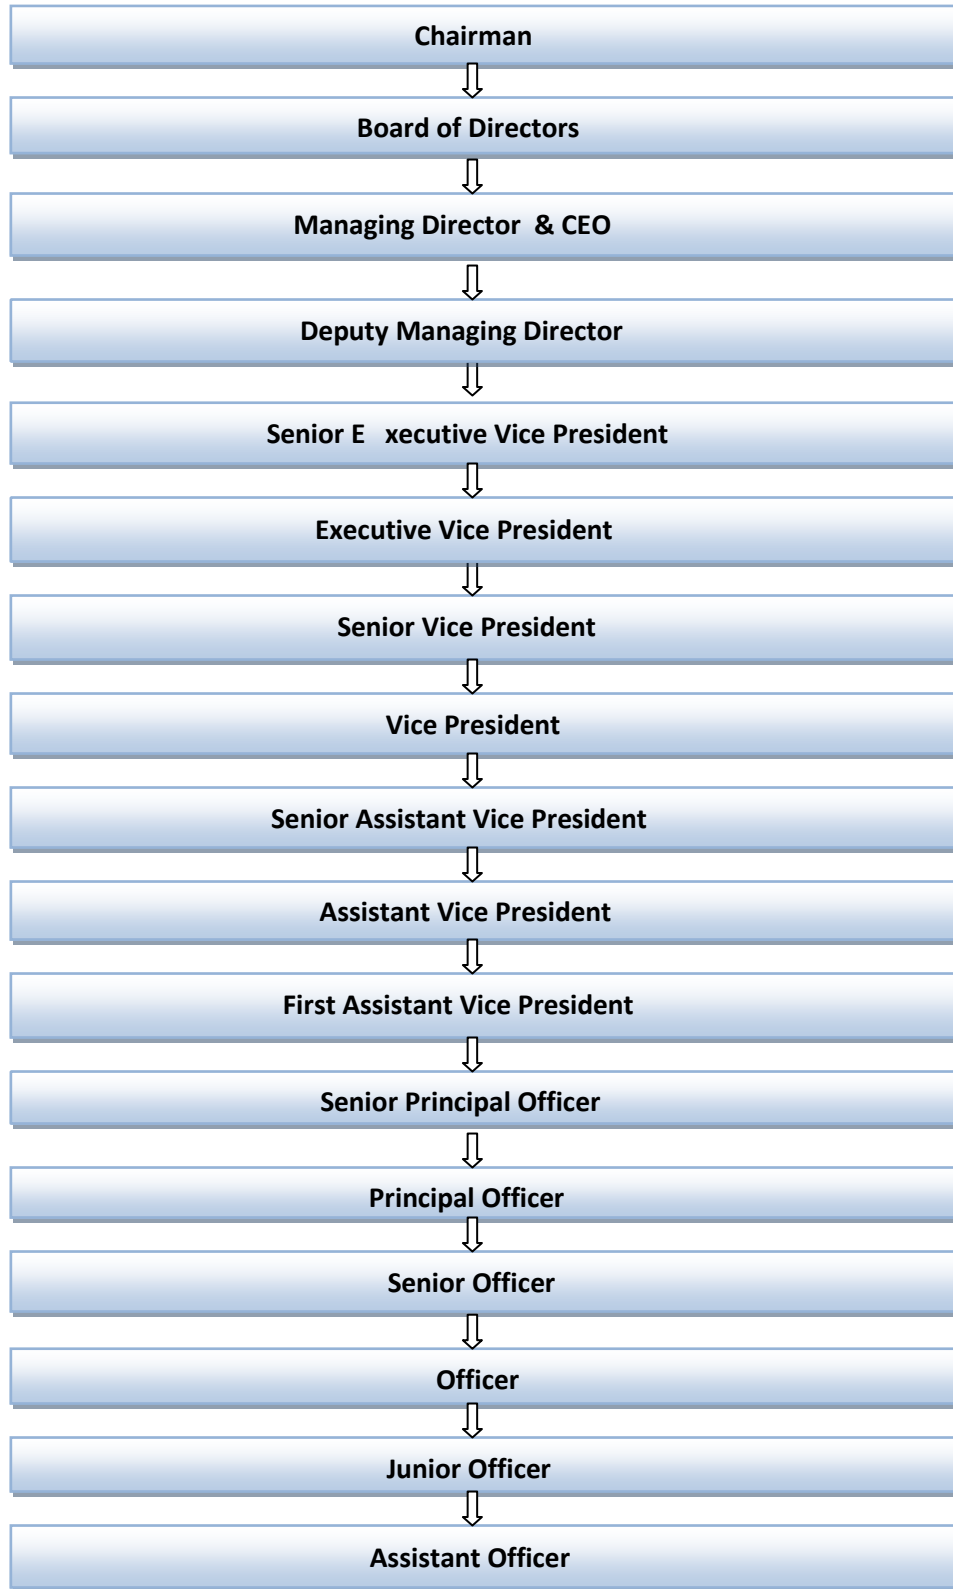 Chairman
Board of Directors
Managing Director & CEO
Deputy Managing Director
Senior E xecutive Vice President
Executive Vice President
Senior Vice President
Vice President
Senior Assistant Vice President
Assistant Vice President
First Assistant Vice President
Senior Principal Officer
Principal Officer
Senior Officer
Officer
Junior Officer
Assistant Officer